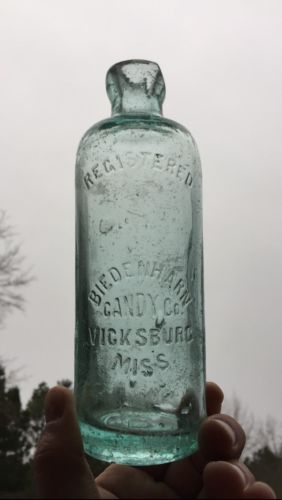 REGISTERED
BIEDENHARN
CANDY CO.
VICKSBURG
MISS.